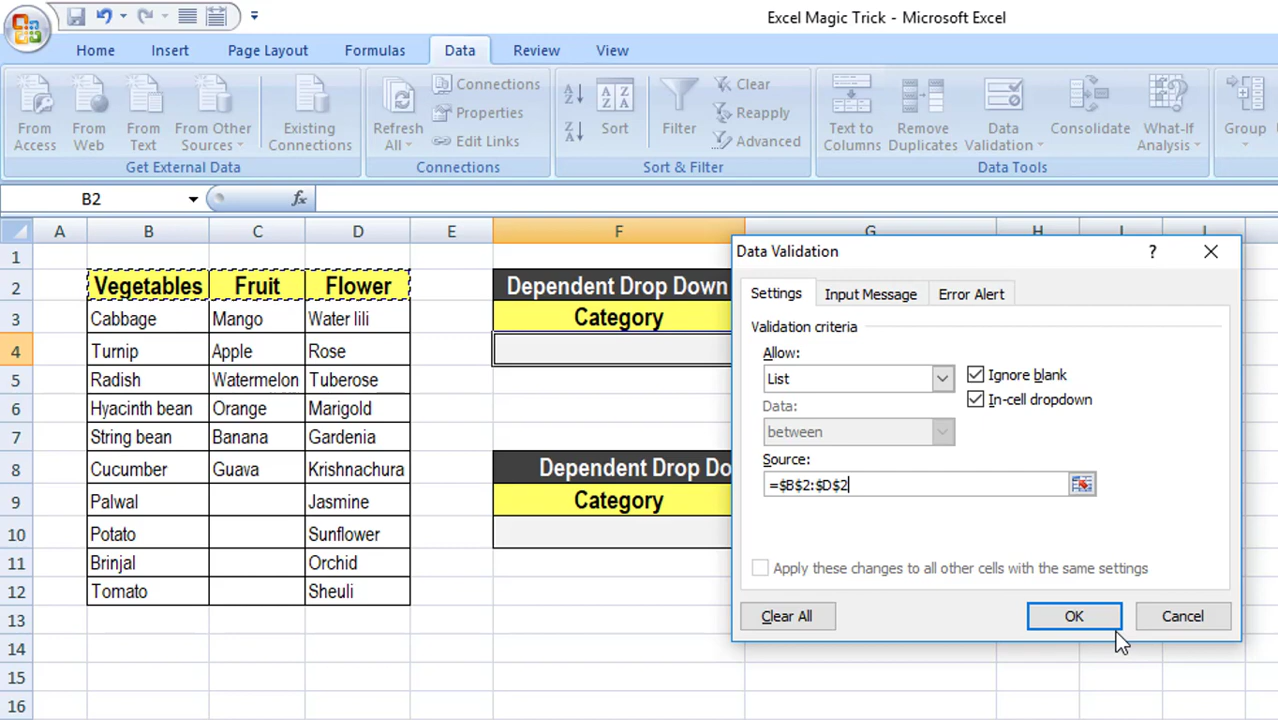 Excel Magic Trick - Microsoft Excel
Home Insert Page Layout Formulas Data Review View
From Access
From Web
From Text
From Other Sources
Existing Connections
Get External Data
Refresh All
Connections
Properties
Edit Links
Connections
Sort
Filter
Clear
Reapply
Advanced
Sort & Filter
Text to Columns
Remove Duplicates
Data Validation
Consolidate
What-If Analysis
Data Tools
Group
B2 fx
A B C D E F G H I J
1
2 Vegetables Fruit Flower Dependent Drop Down
3 Cabbage Mango Water lili Category
4 Turnip Apple Rose
5 Radish Watermelon Tuberose
6 Hyacinth bean Orange Marigold
7 String bean Banana Gardenia
8 Cucumber Guava Krishnachura Dependent Drop Do
9 Palwal Jasmine Category
10 Potato Sunflower
11 Brinjal Orchid
12 Tomato Sheuli
13
14
15
16
Data Validation ?
Settings Input Message Error Alert
Validation criteria
Allow:
List
Ignore blank
In-cell dropdown
Data:
between
Source:
=$B$2:$D$2
Apply these changes to all other cells with the same settings
Clear All OK Cancel